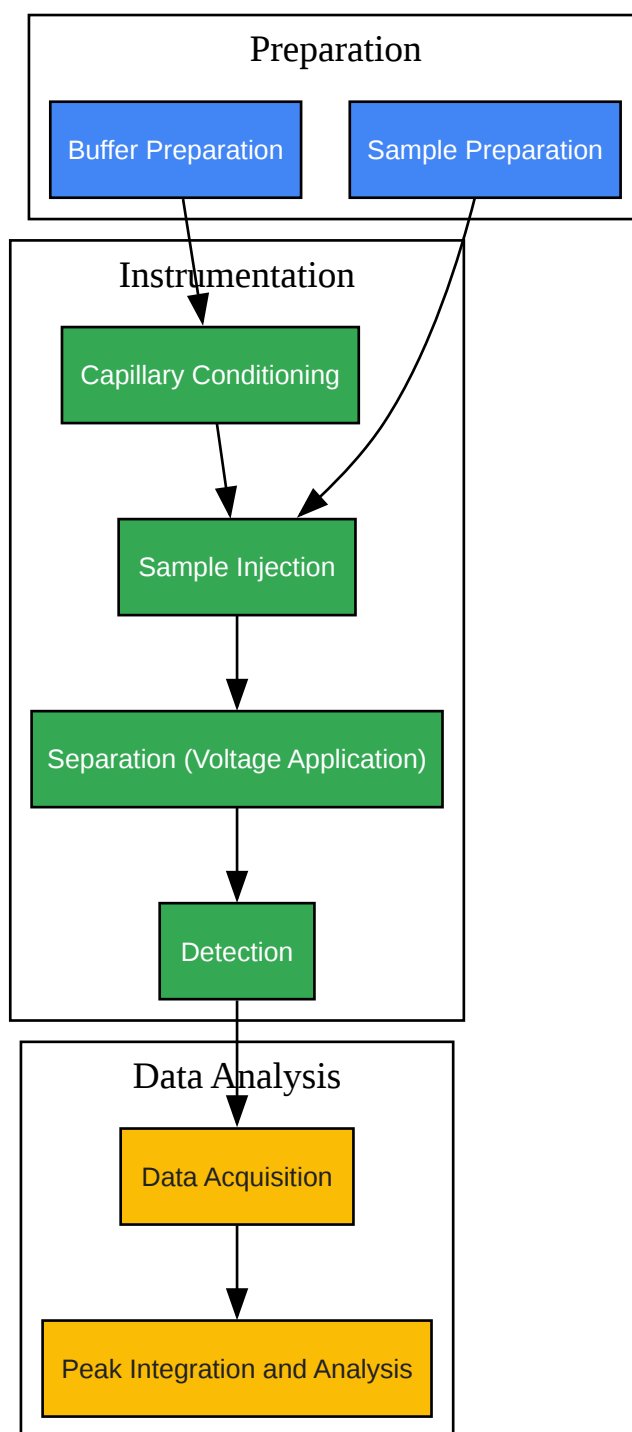 Preparation
Buffer Preparation
Sample Preparation
Instrumentation
Capillary Conditioning
Sample Injection
Separation (Voltage Application)
Detection
Data Analysis
Data Acquisition
Peak Integration and Analysis